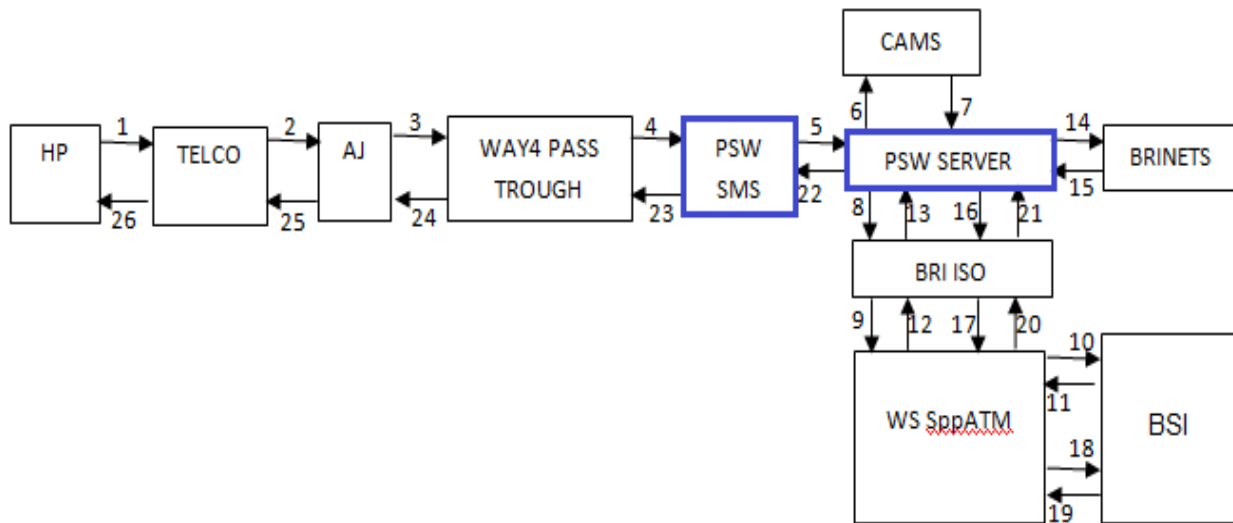 CAMS
6
7
HP
1
26
TELCO
2
25
AJ
3
24
WAY4 PASS
TROUGH
4
23
PSW
SMS
5
22
PSW SERVER
14
15
BRINETS
8
13
16
21
BRI ISO
9
12
17
20
WS SppATM
10
11
18
19
BSI